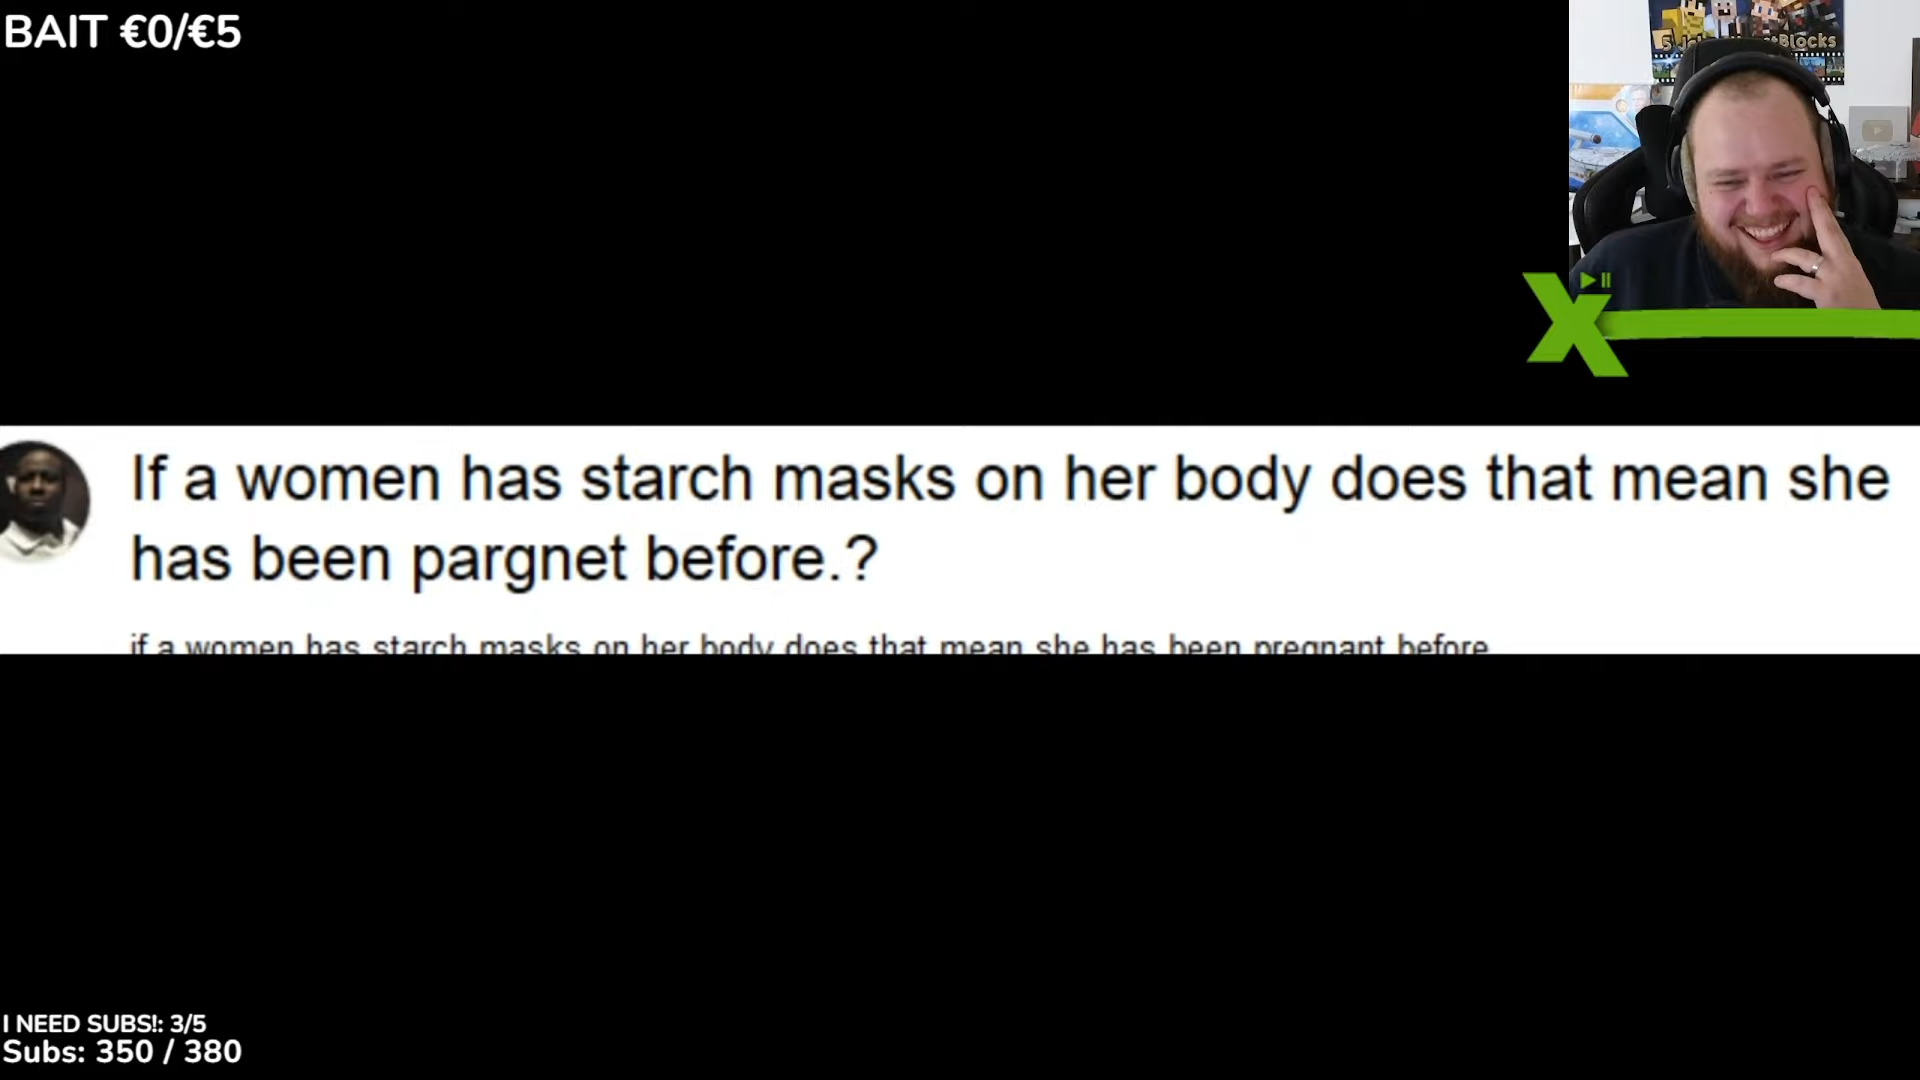 BAIT €0/€5
If a women has starch masks on her body does that mean she
has been pargnet before.?
if a women has starch masks on her body does that mean she has been pregnant before
I NEED SUBS!: 3/5
Subs: 350 / 380
X